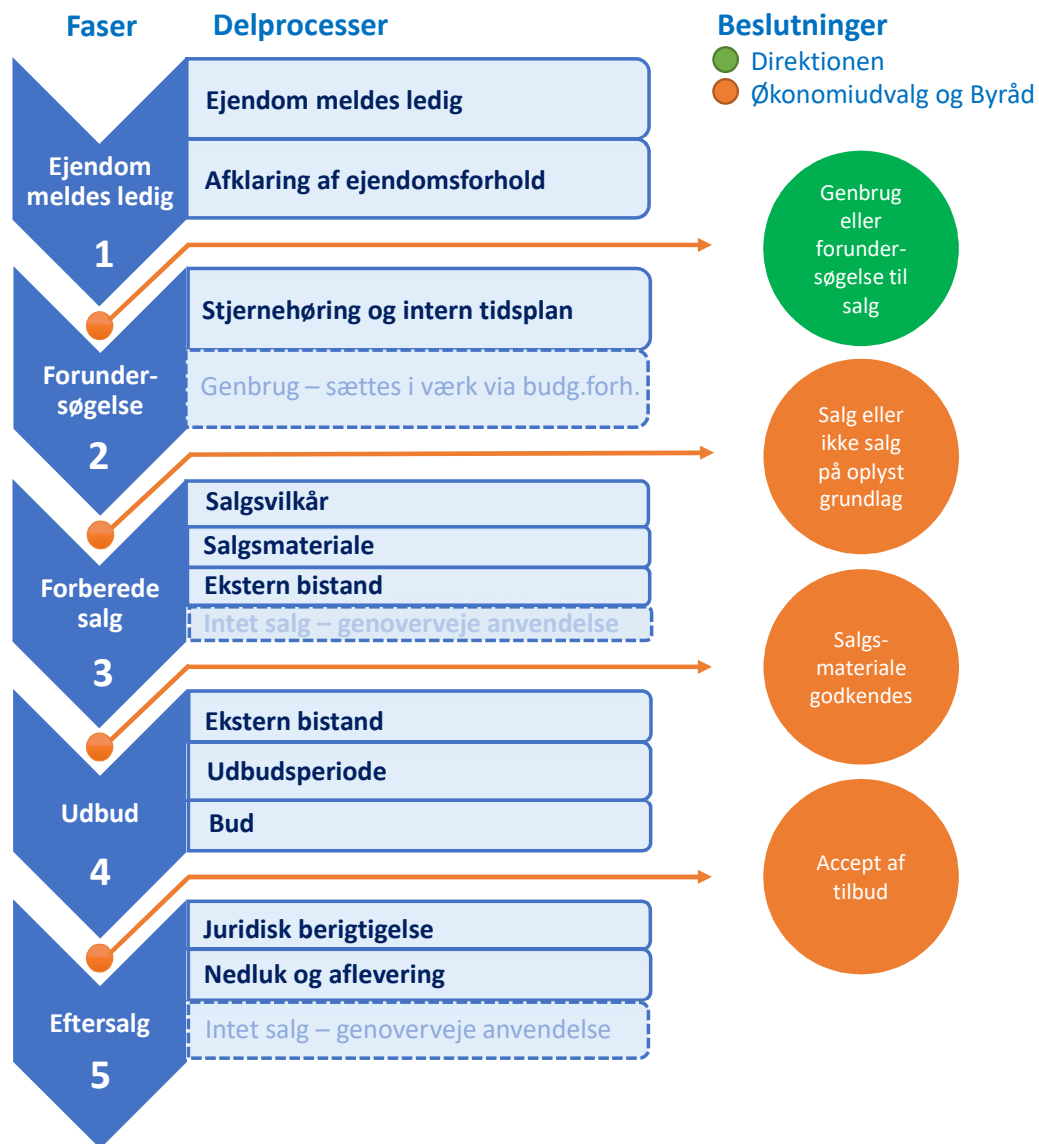 Faser
Delprocesser
Beslutninger
Direktionen
Økonomiudvalg og Byråd
Ejendom
meldes ledig
1
Ejendom meldes ledig
Afklaring af ejendomsforhold
Genbrug
eller
forunder-
søgelse til
salg
Forunder-
søgelse
2
Stjernehøring og intern tidsplan
Genbrug – sættes i værk via budg.forh.
Salg eller
ikke salg
på oplyst
grundlag
Forberede
salg
3
Salgsvilkår
Salgsmateriale
Ekstern bistand
Intet salg – genoverveje anvendelse
Salgs-
materiale
godkendes
Udbud
4
Ekstern bistand
Udbudsperiode
Bud
Accept af
tilbud
Eftersalg
5
Juridisk berigtigelse
Nedluk og aflevering
Intet salg – genoverveje anvendelse